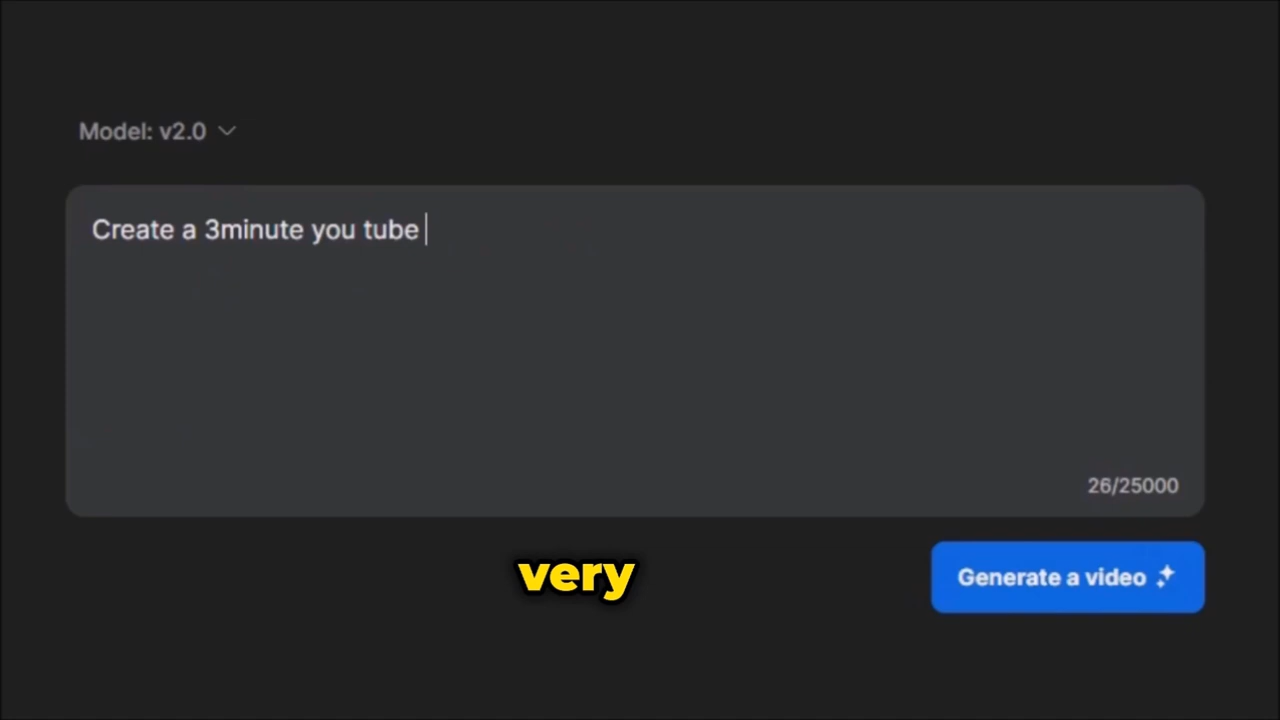 Model: v2.0
Create a 3minute you tube
26/25000
very
Generate a video